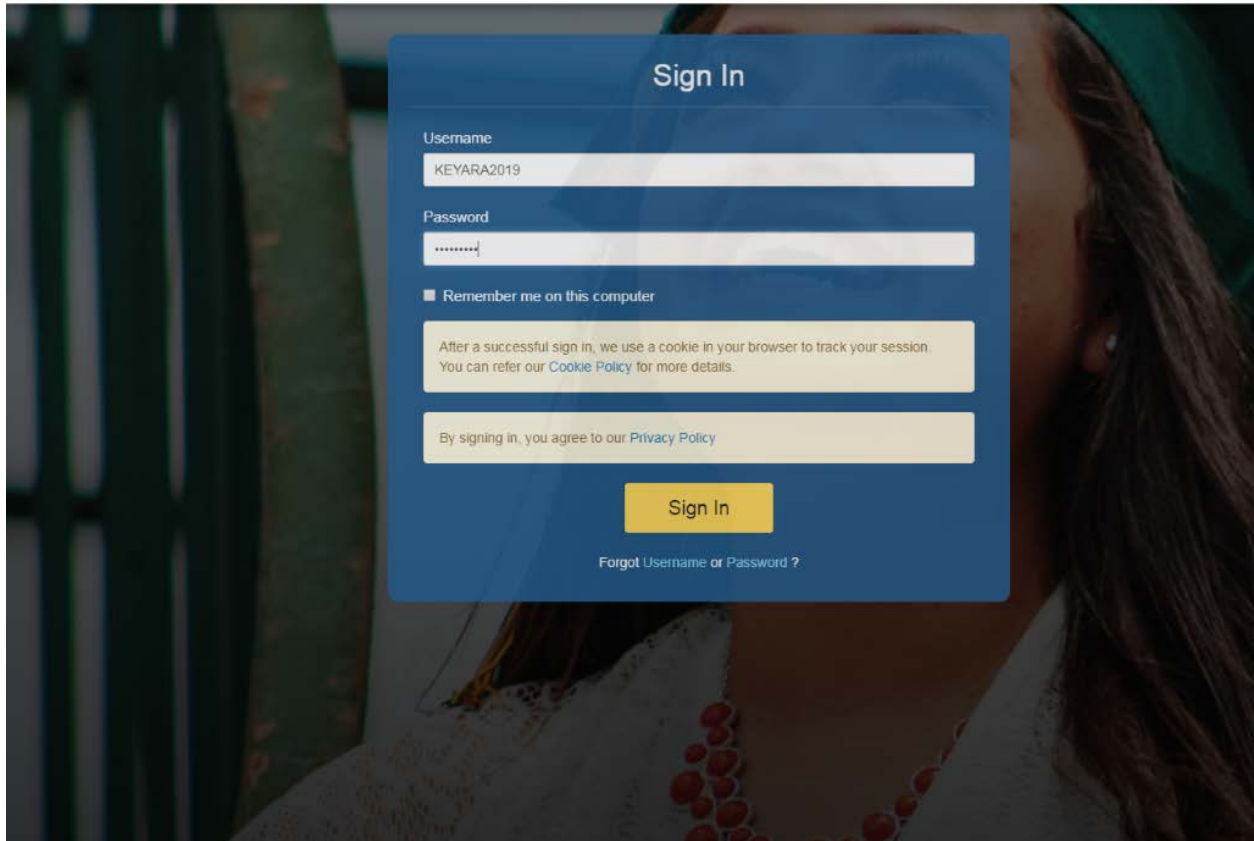 Sign In
Username
KEYARA2019
Password
•••••••••
Remember me on this computer
After a successful sign in, we use a cookie in your browser to track your session.
You can refer our Cookie Policy for more details.
By signing in, you agree to our Privacy Policy
Sign In
Forgot Username or Password ?